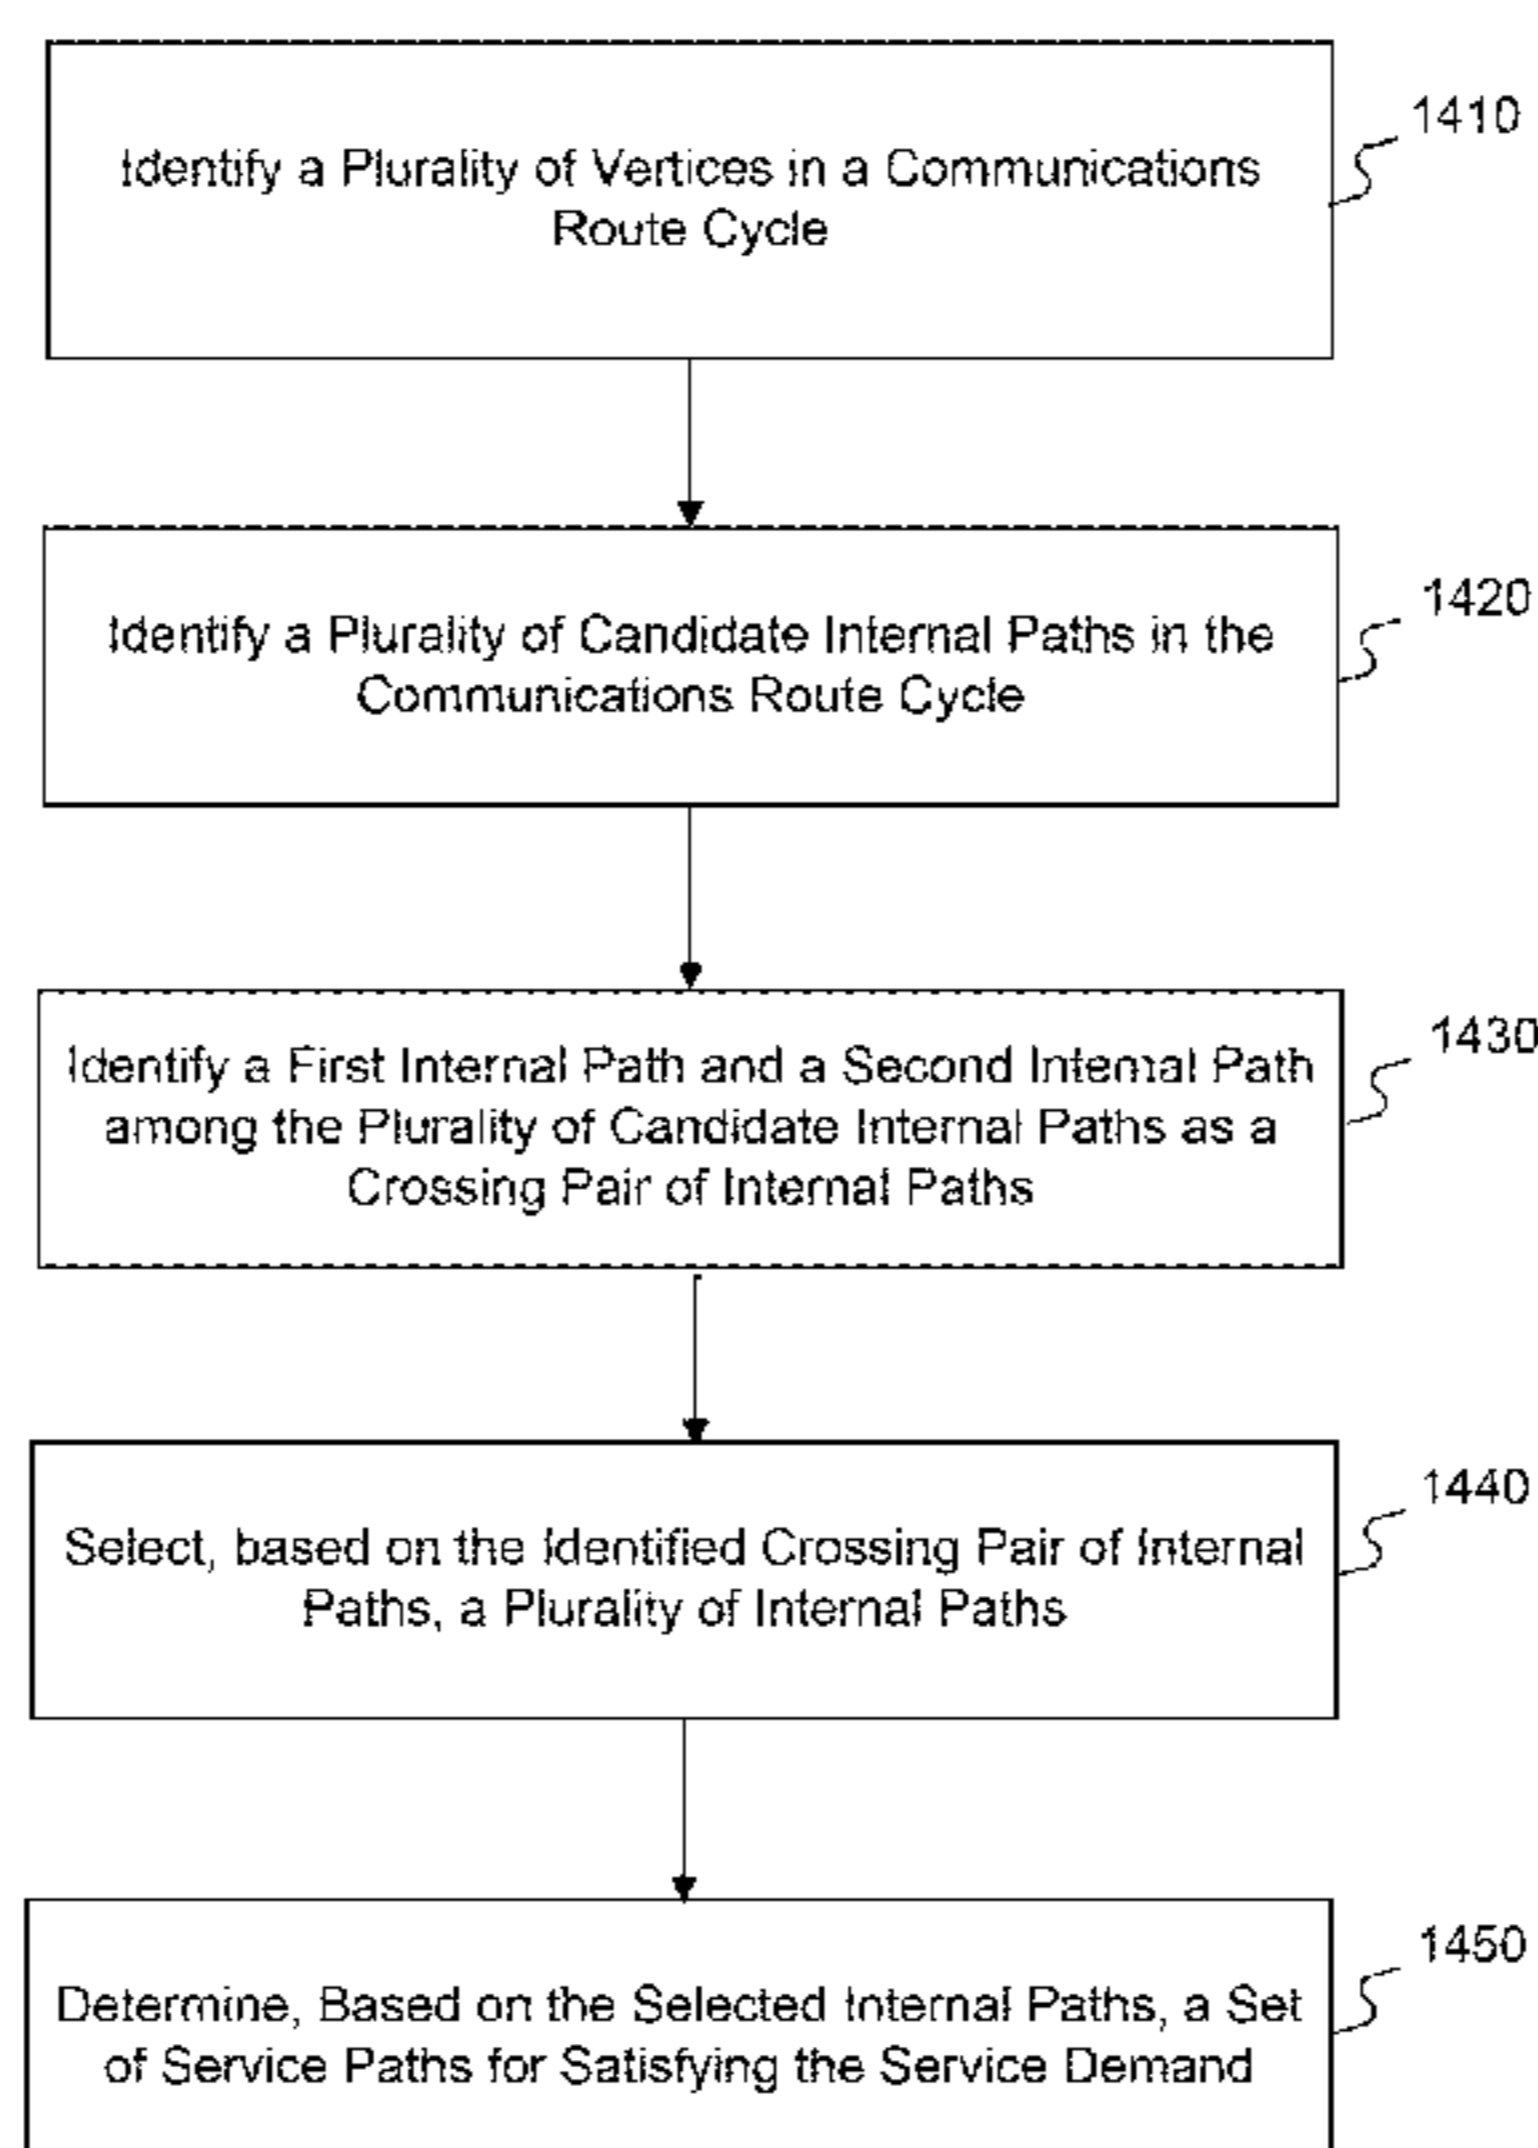 Identify a Plurality of Vertices in a Communications
Route Cycle
1410
Identify a Plurality of Candidate Internal Paths in the
Communications Route Cycle
1420
Identify a First Internal Path and a Second Internal Path
among the Plurality of Candidate Internal Paths as a
Crossing Pair of Internal Paths
1430
Select, based on the Identified Crossing Pair of Internal
Paths, a Plurality of Internal Paths
1440
Determine, Based on the Selected Internal Paths, a Set
of Service Paths for Satisfying the Service Demand
1450